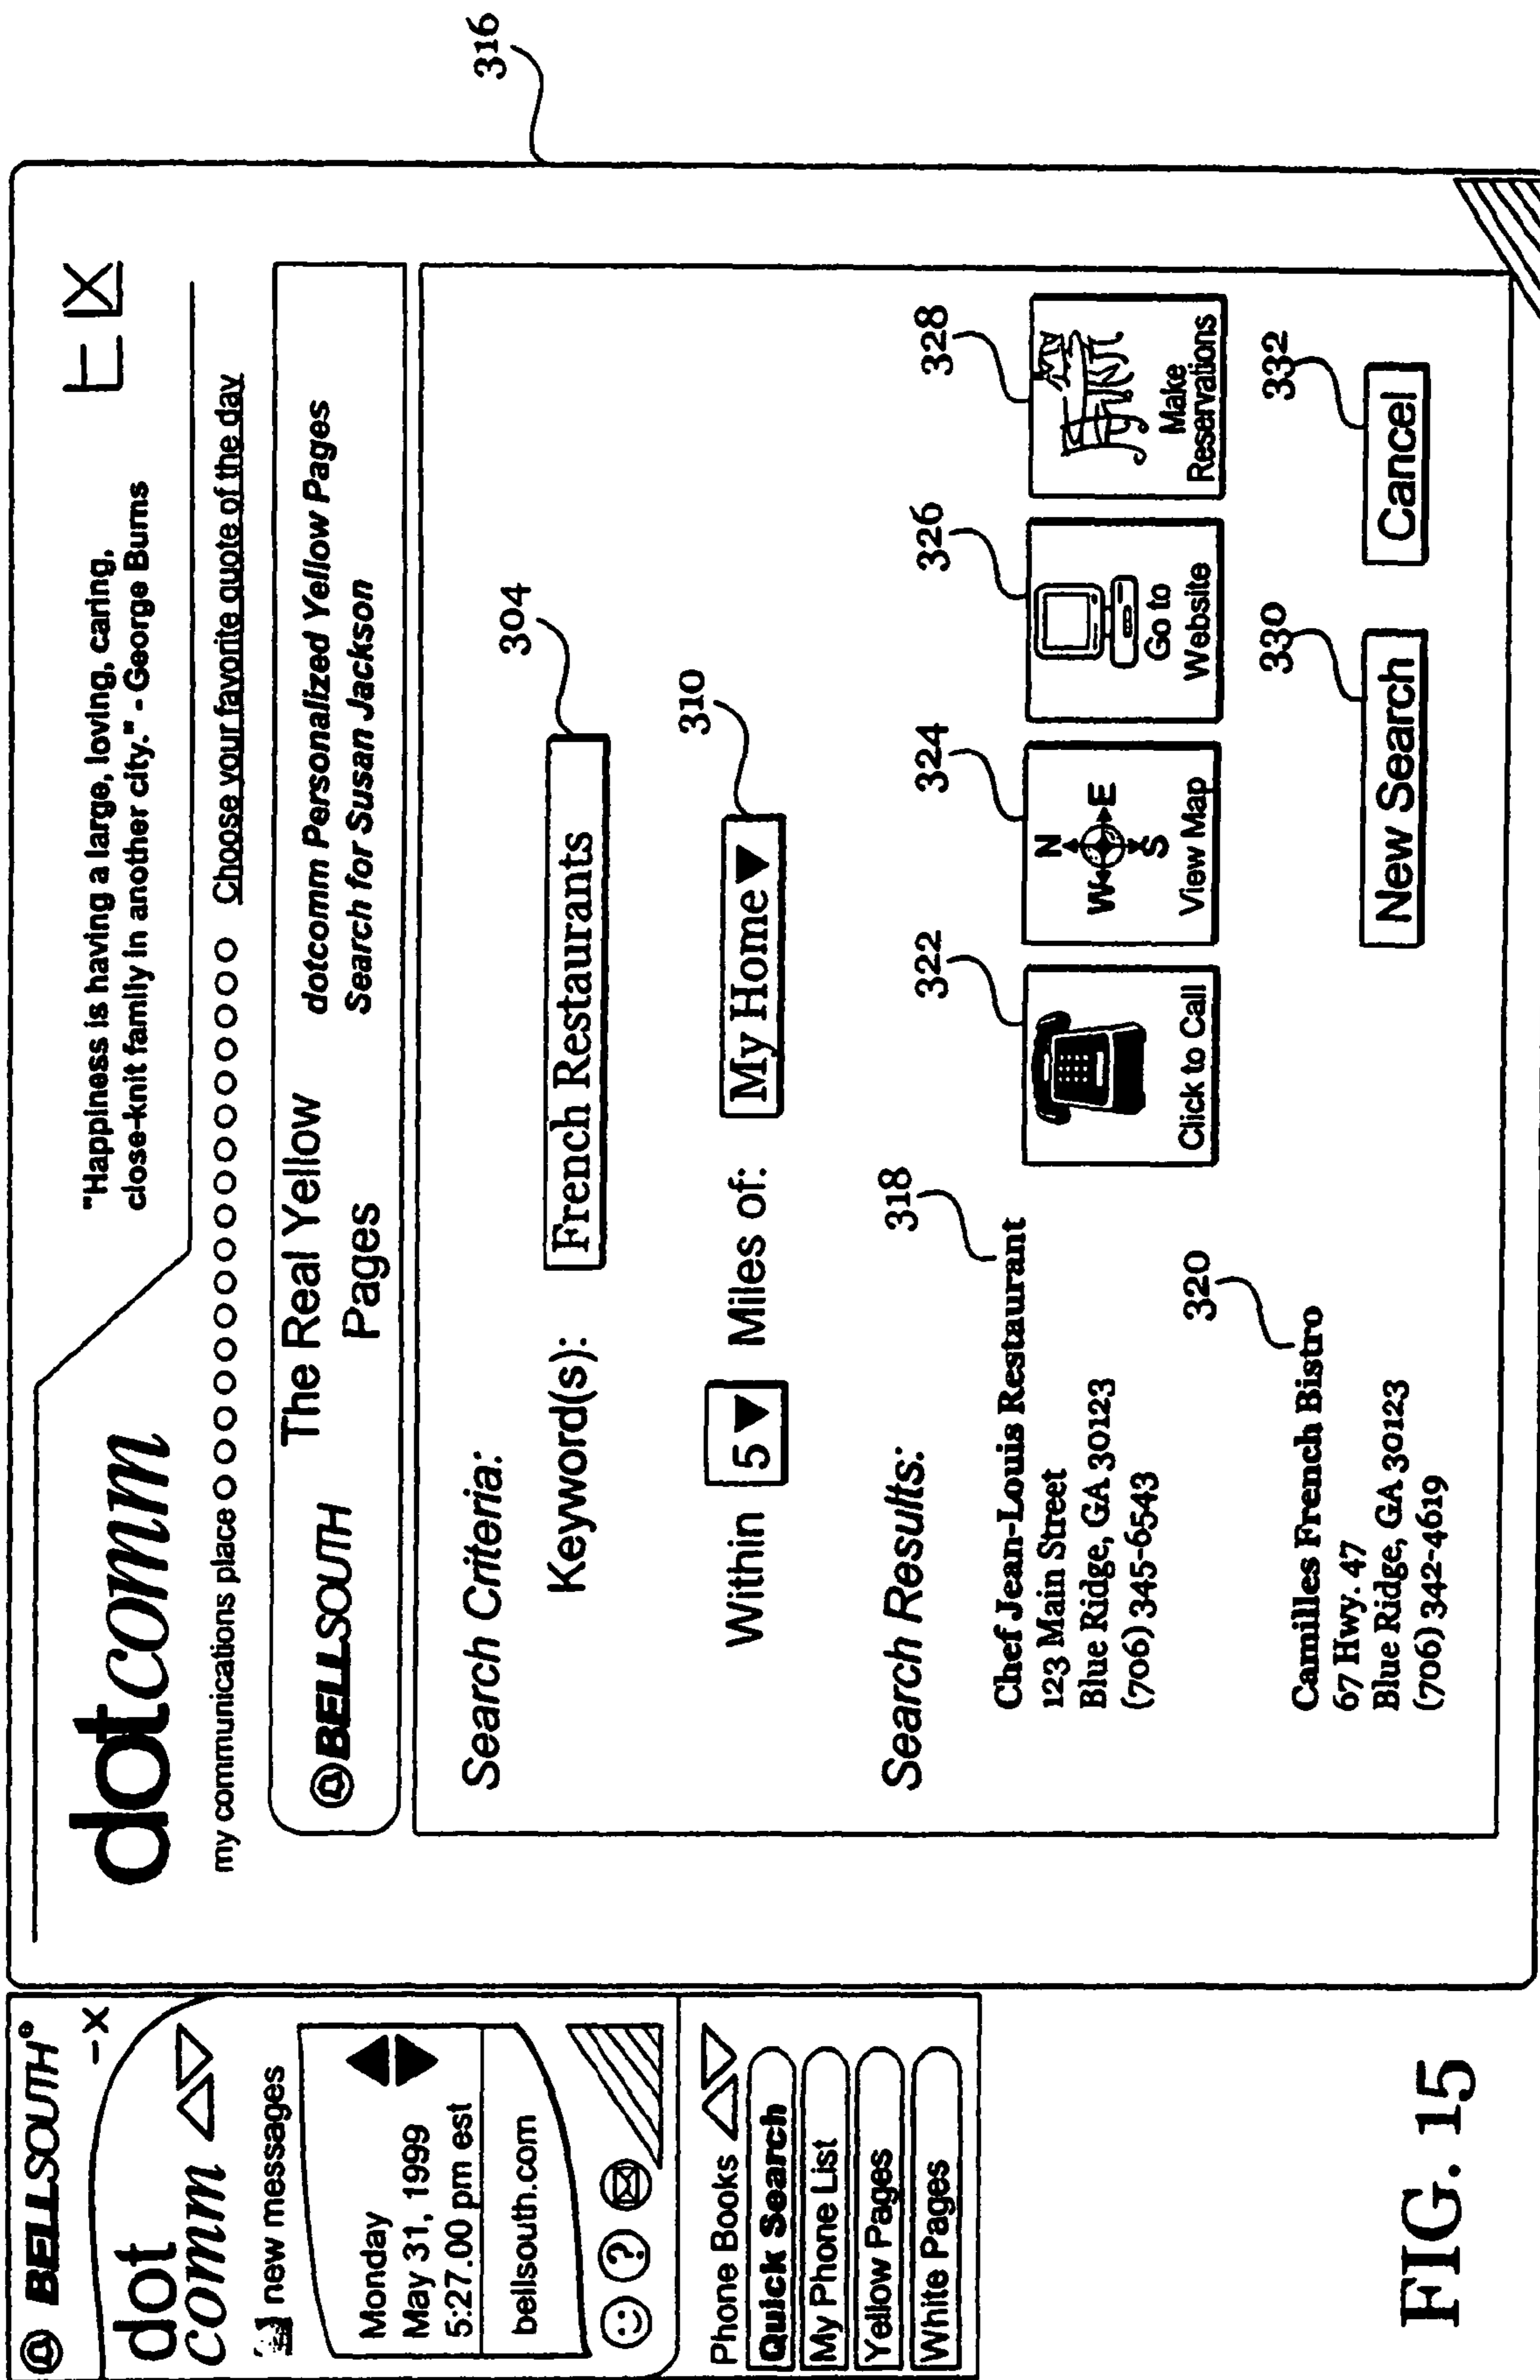 BELLSOUTH®
- X
dot
comm
new messages
Monday
May 31, 1999
5:27.00 pm est
bellsouth.com
?
Phone Books
Quick Search
My Phone List
Yellow Pages
White Pages
dotcomm
"Happiness is having a large, loving, caring,
close-knit family in another city." - George Burns
my communications place
Choose your favorite quote of the day
BELLSOUTH
The Real Yellow
Pages
dotcomm Personalized Yellow Pages
Search for Susan Jackson
316
Search Criteria:
304
Keyword(s): French Restaurants
310
Within 5 Miles of: My Home
Search Results:
318
322
324
326
328
Chef Jean-Louis Restaurant
123 Main Street
Blue Ridge, GA 30123
(706) 345-6543
Click to Call
N
W E
S
View Map
Go to
Website
Make
Reservations
320
330
332
Camilles French Bistro
67 Hwy. 47
Blue Ridge, GA 30123
(706) 342-4619
New Search
Cancel
FIG. 15